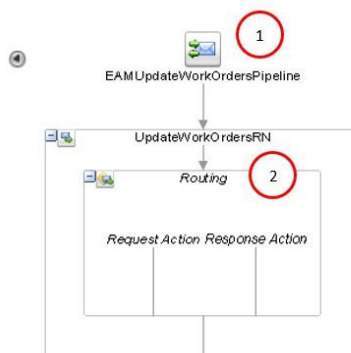 1
EAMUpdateWorkOrdersPipeline
UpdateWorkOrdersRN
Routing
2
Request Action Response Action